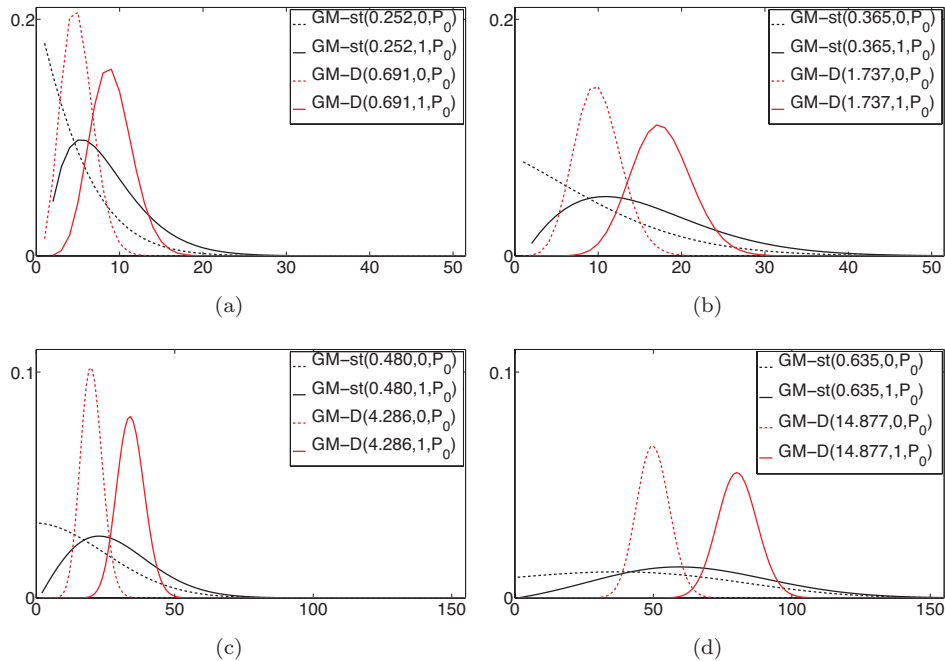 0.2
0
0 10 20 30 40 50
GM−st(0.252,0,P0)
GM−st(0.252,1,P0)
GM−D(0.691,0,P0)
GM−D(0.691,1,P0)
(a)
0.2
0
0 10 20 30 40 50
GM−st(0.365,0,P0)
GM−st(0.365,1,P0)
GM−D(1.737,0,P0)
GM−D(1.737,1,P0)
(b)
0.1
0
0 50 100 150
GM−st(0.480,0,P0)
GM−st(0.480,1,P0)
GM−D(4.286,0,P0)
GM−D(4.286,1,P0)
(c)
0.1
0
0 50 100 150
GM−st(0.635,0,P0)
GM−st(0.635,1,P0)
GM−D(14.877,0,P0)
GM−D(14.877,1,P0)
(d)